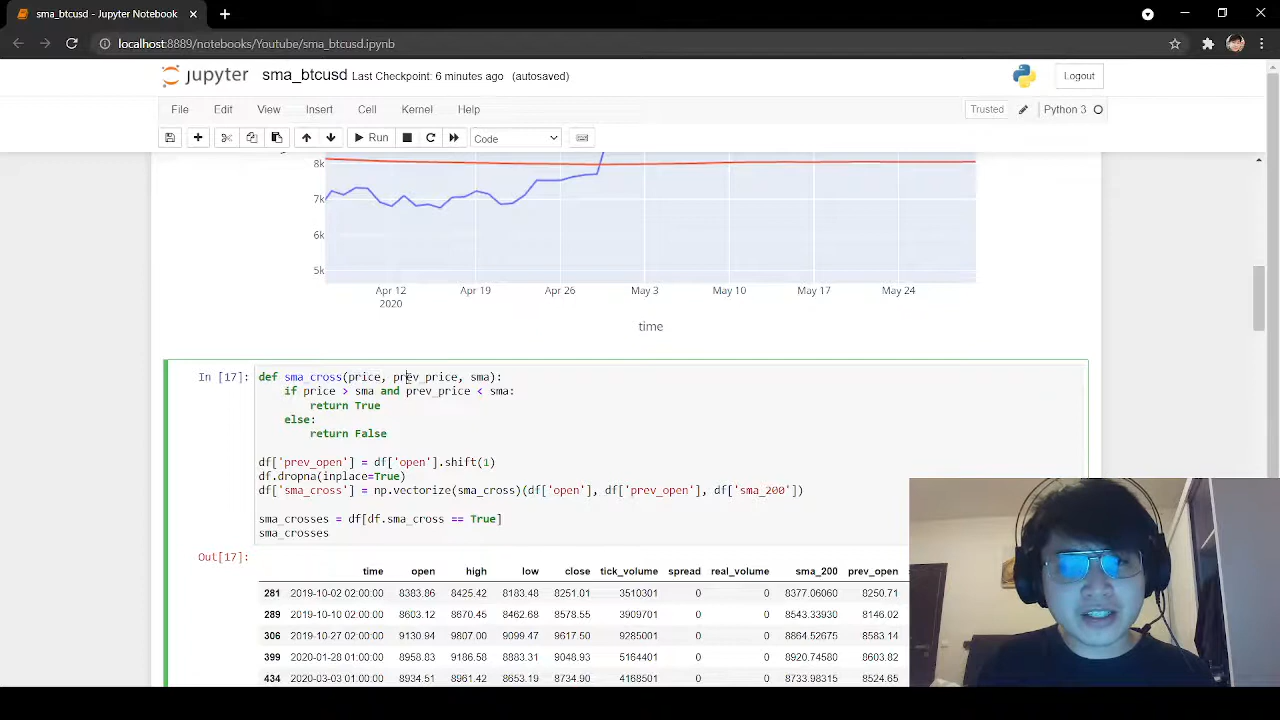 sma_btcusd - Jupyter Notebook
localhost:8889/notebooks/Youtube/sma_btcusd.ipynb
jupyter sma_btcusd Last Checkpoint: 6 minutes ago (autosaved)
Logout
File Edit View Insert Cell Kernel Help
Trusted Python 3
Run Code
8k
7k
6k
5k
Apr 12 Apr 19 Apr 26 May 3 May 10 May 17 May 24
2020
time
In [17]: def sma_cross(price, prev_price, sma):
if price > sma and prev_price < sma:
return True
else:
return False
df['prev_open'] = df['open'].shift(1)
df.dropna(inplace=True)
df['sma_cross'] = np.vectorize(sma_cross)(df['open'], df['prev_open'], df['sma_200'])
sma_crosses = df[df.sma_cross == True]
sma_crosses
Out[17]:
time open high low close tick_volume spread real_volume sma_200 prev_open
281 2019-10-02 02:00:00 8383.86 8425.42 8183.48 8251.01 3510301 0 0 8377.06060 8250.71
289 2019-10-10 02:00:00 8603.12 8670.45 8462.68 8578.55 3909701 0 0 8543.33930 8146.02
306 2019-10-27 02:00:00 9130.94 9807.00 9099.47 9617.50 9285001 0 0 8864.52675 8583.14
399 2020-01-28 01:00:00 8958.83 9186.58 8883.31 9048.93 5164401 0 0 8920.74580 8603.82
434 2020-03-03 01:00:00 8934.51 8961.42 8734.90 4168501 0 0 8733.98315 8524.65